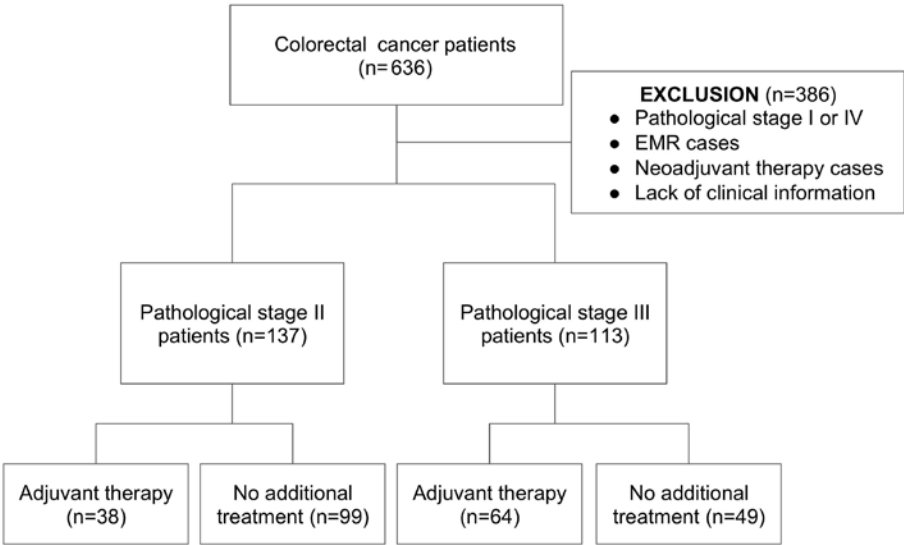 Colorectal cancer patients
(n=636)
EXCLUSION (n=386)
● Pathological stage I or IV
● EMR cases
● Neoadjuvant therapy cases
● Lack of clinical information
Pathological stage II
patients (n=137)
Pathological stage III
patients (n=113)
Adjuvant therapy
(n=38)
No additional
treatment (n=99)
Adjuvant therapy
(n=64)
No additional
treatment (n=49)